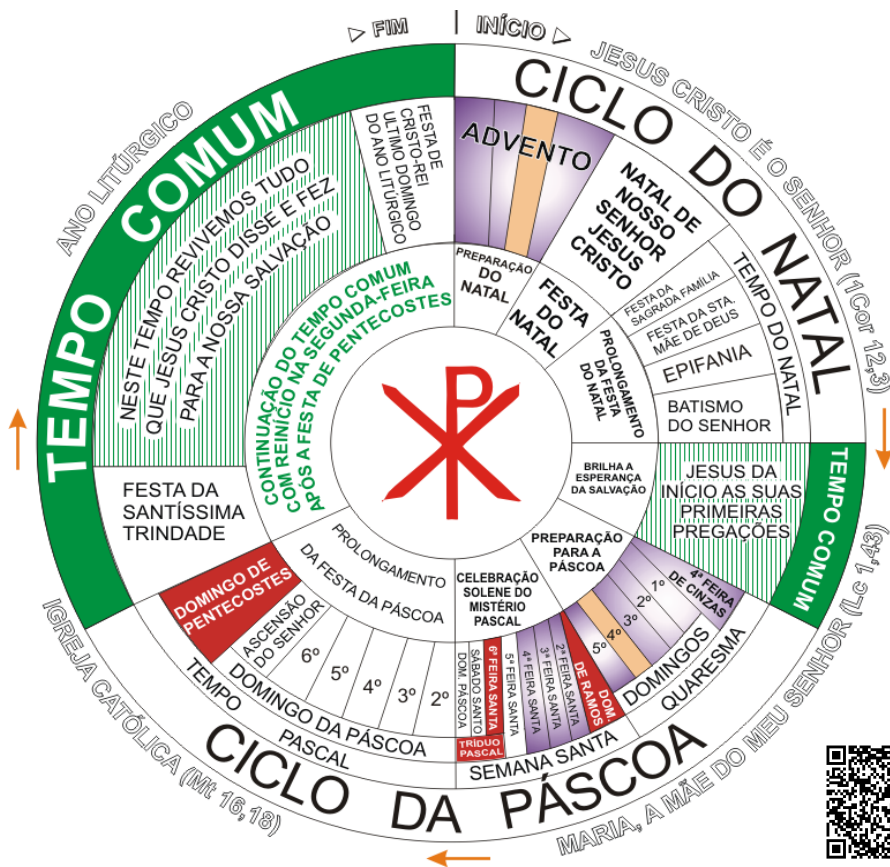 FIM
INÍCIO
JESUS CRISTO É O SENHOR (1Cor 12,3)
CICLO DO NATAL
ADVENTO
PREPARAÇÃO
DO
NATAL
NATAL DE
NOSSO
SENHOR
JESUS
CRISTO
FESTA
DO
NATAL
TEMPO DO NATAL
FESTA DA
SAGRADA FAMÍLIA
FESTA DA STA.
MÃE DE DEUS
EPIFANIA
BATISMO
DO SENHOR
PROLONGAMENTO
DA FESTA
DO NATAL
TEMPO COMUM
JESUS DA
INÍCIO AS SUAS
PRIMEIRAS
PREGAÇÕES
BRILHA A
ESPERANÇA
DA SALVAÇÃO
MARIA, A MÃE DO MEU SENHOR (Lc 1,43)
CICLO DA PÁSCOA
PREPARAÇÃO
PARA A
PÁSCOA
QUARESMA
DOMINGOS
4ª FEIRA
DE CINZAS
1º
2º
3º
4º
5º
CELEBRAÇÃO
SOLENE DO
MISTÉRIO
PASCAL
SEMANA SANTA
DOM.
DE RAMOS
2ª FEIRA SANTA
3ª FEIRA SANTA
4ª FEIRA SANTA
5ª FEIRA SANTA
6ª FEIRA SANTA
SÁBADO SANTO
DOM. PÁSCOA
TRÍDUO
PASCAL
PROLONGAMENTO
DA FESTA DA PÁSCOA
TEMPO
PASCAL
DOMINGO DA PÁSCOA
2º
3º
4º
5º
6º
ASCENSÃO
DO SENHOR
DOMINGO DE
PENTECOSTES
IGREJA CATÓLICA (Mt 16,18)
FESTA DA
SANTÍSSIMA
TRINDADE
TEMPO COMUM
NESTE TEMPO REVIVEMOS TUDO
QUE JESUS CRISTO DISSE E FEZ
PARA A NOSSA SALVAÇÃO
CONTINUAÇÃO DO TEMPO COMUM
COM REINÍCIO NA SEGUNDA-FEIRA
APÓS A FESTA DE PENTECOSTES
FESTA DE
CRISTO-REI
ULTIMO DOMINGO
DO ANO LITÚRGICO
ANO LITÚRGICO